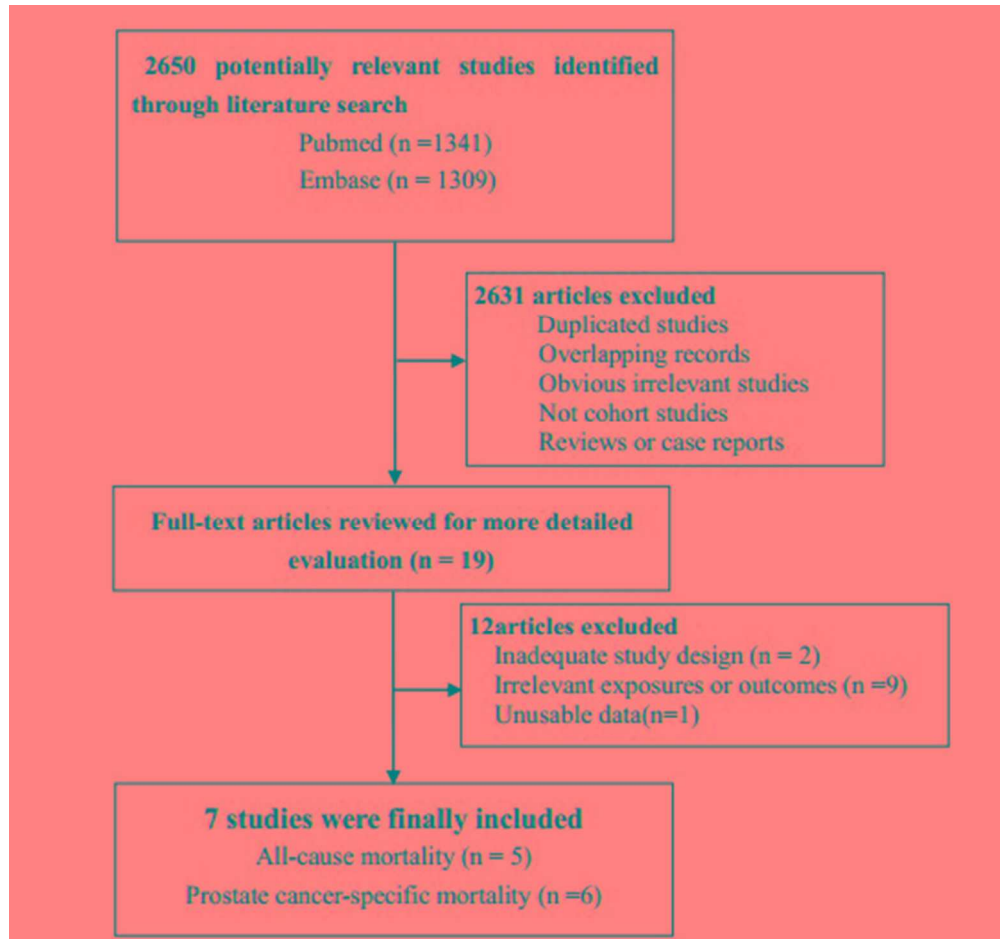 2650 potentially relevant studies identified
through literature search
Pubmed (n =1341)
Embase (n = 1309)
2631 articles excluded
Duplicated studies
Overlapping records
Obvious irrelevant studies
Not cohort studies
Reviews or case reports
Full-text articles reviewed for more detailed
evaluation (n = 19)
12articles excluded
Inadequate study design (n = 2)
Irrelevant exposures or outcomes (n =9)
Unusable data(n=1)
7 studies were finally included
All-cause mortality (n = 5)
Prostate cancer-specific mortality (n =6)